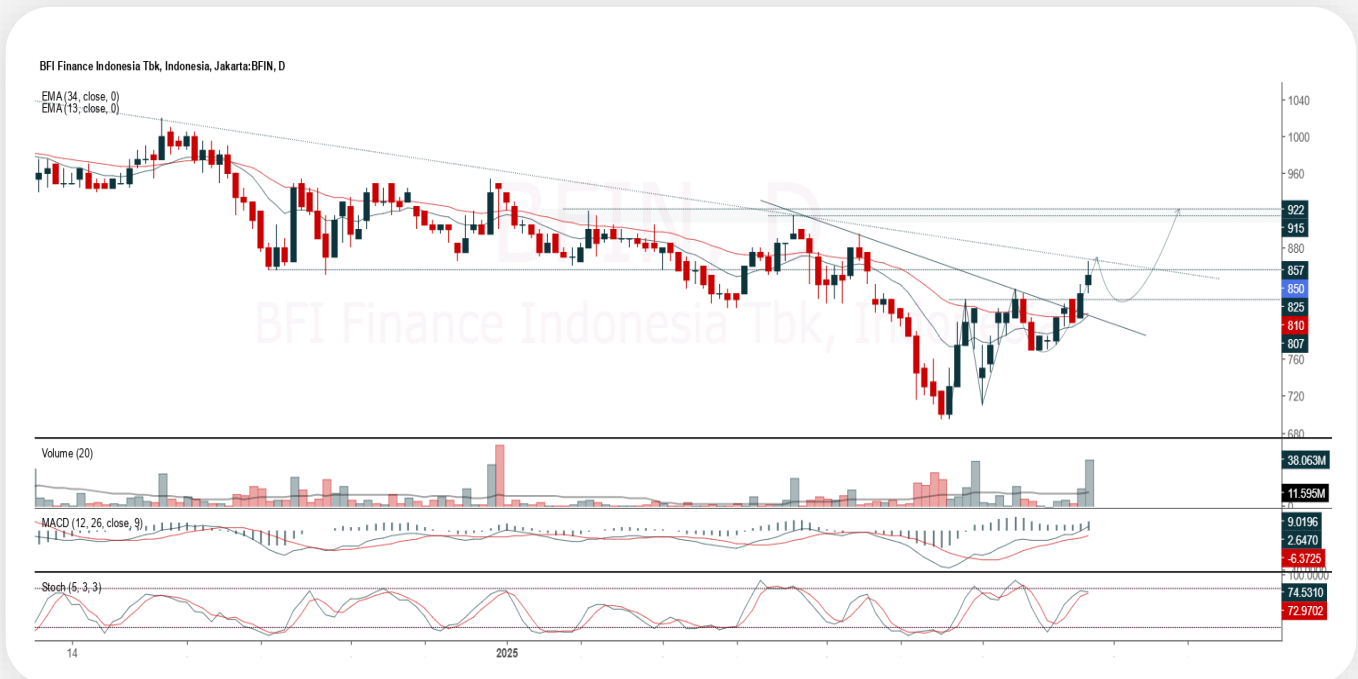 BFI Finance Indonesia Tbk, Indonesia, Jakarta:BFIN, D
EMA (34, close, 0)
EMA (13, close, 0)
BFIN, D
BFI Finance Indonesia Tbk, Indonesia
1040
1000
960
922
915
880
857
850
825
810
807
760
720
680
Volume (20)
38.063M
11.595M
0
MACD (12, 26, close, 9)
9.0196
2.6470
-6.3725
100.0000
Stoch (5, 3, 3)
74.5310
72.9702
14
2025